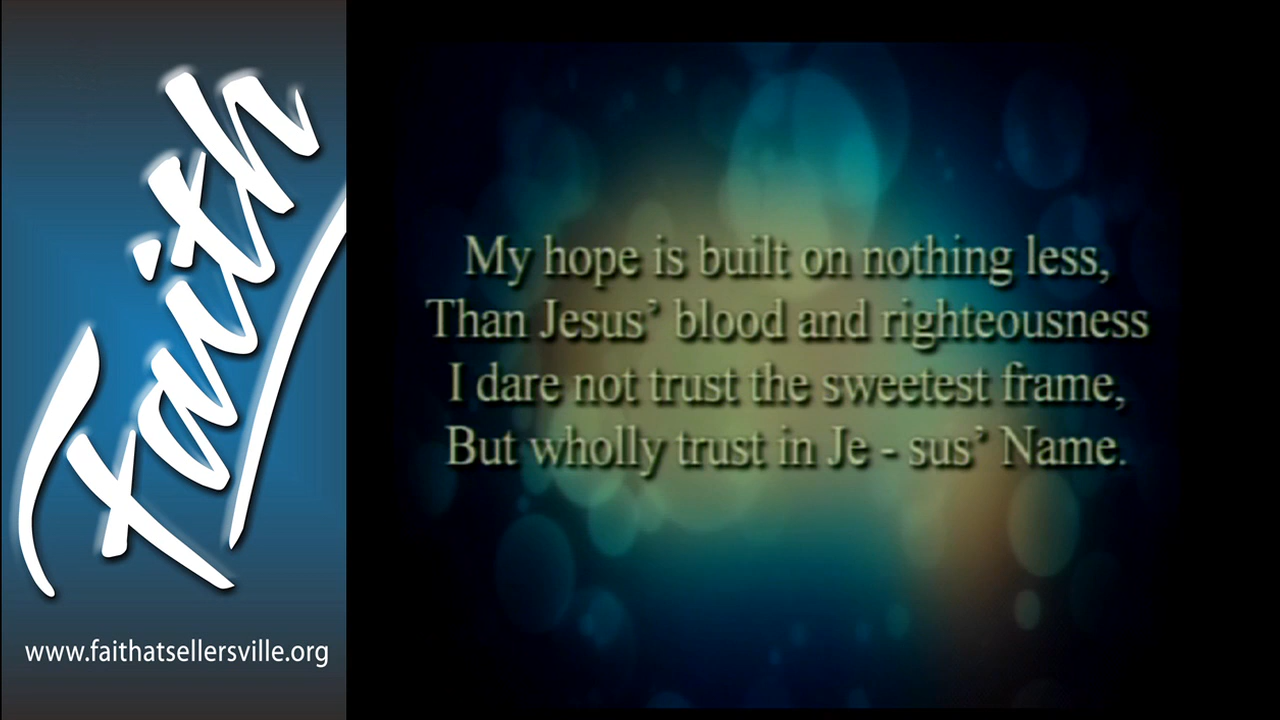 Faith
www.faithatsellersville.org
My hope is built on nothing less,
Than Jesus’ blood and righteousness
I dare not trust the sweetest frame,
But wholly trust in Je - sus’ Name.